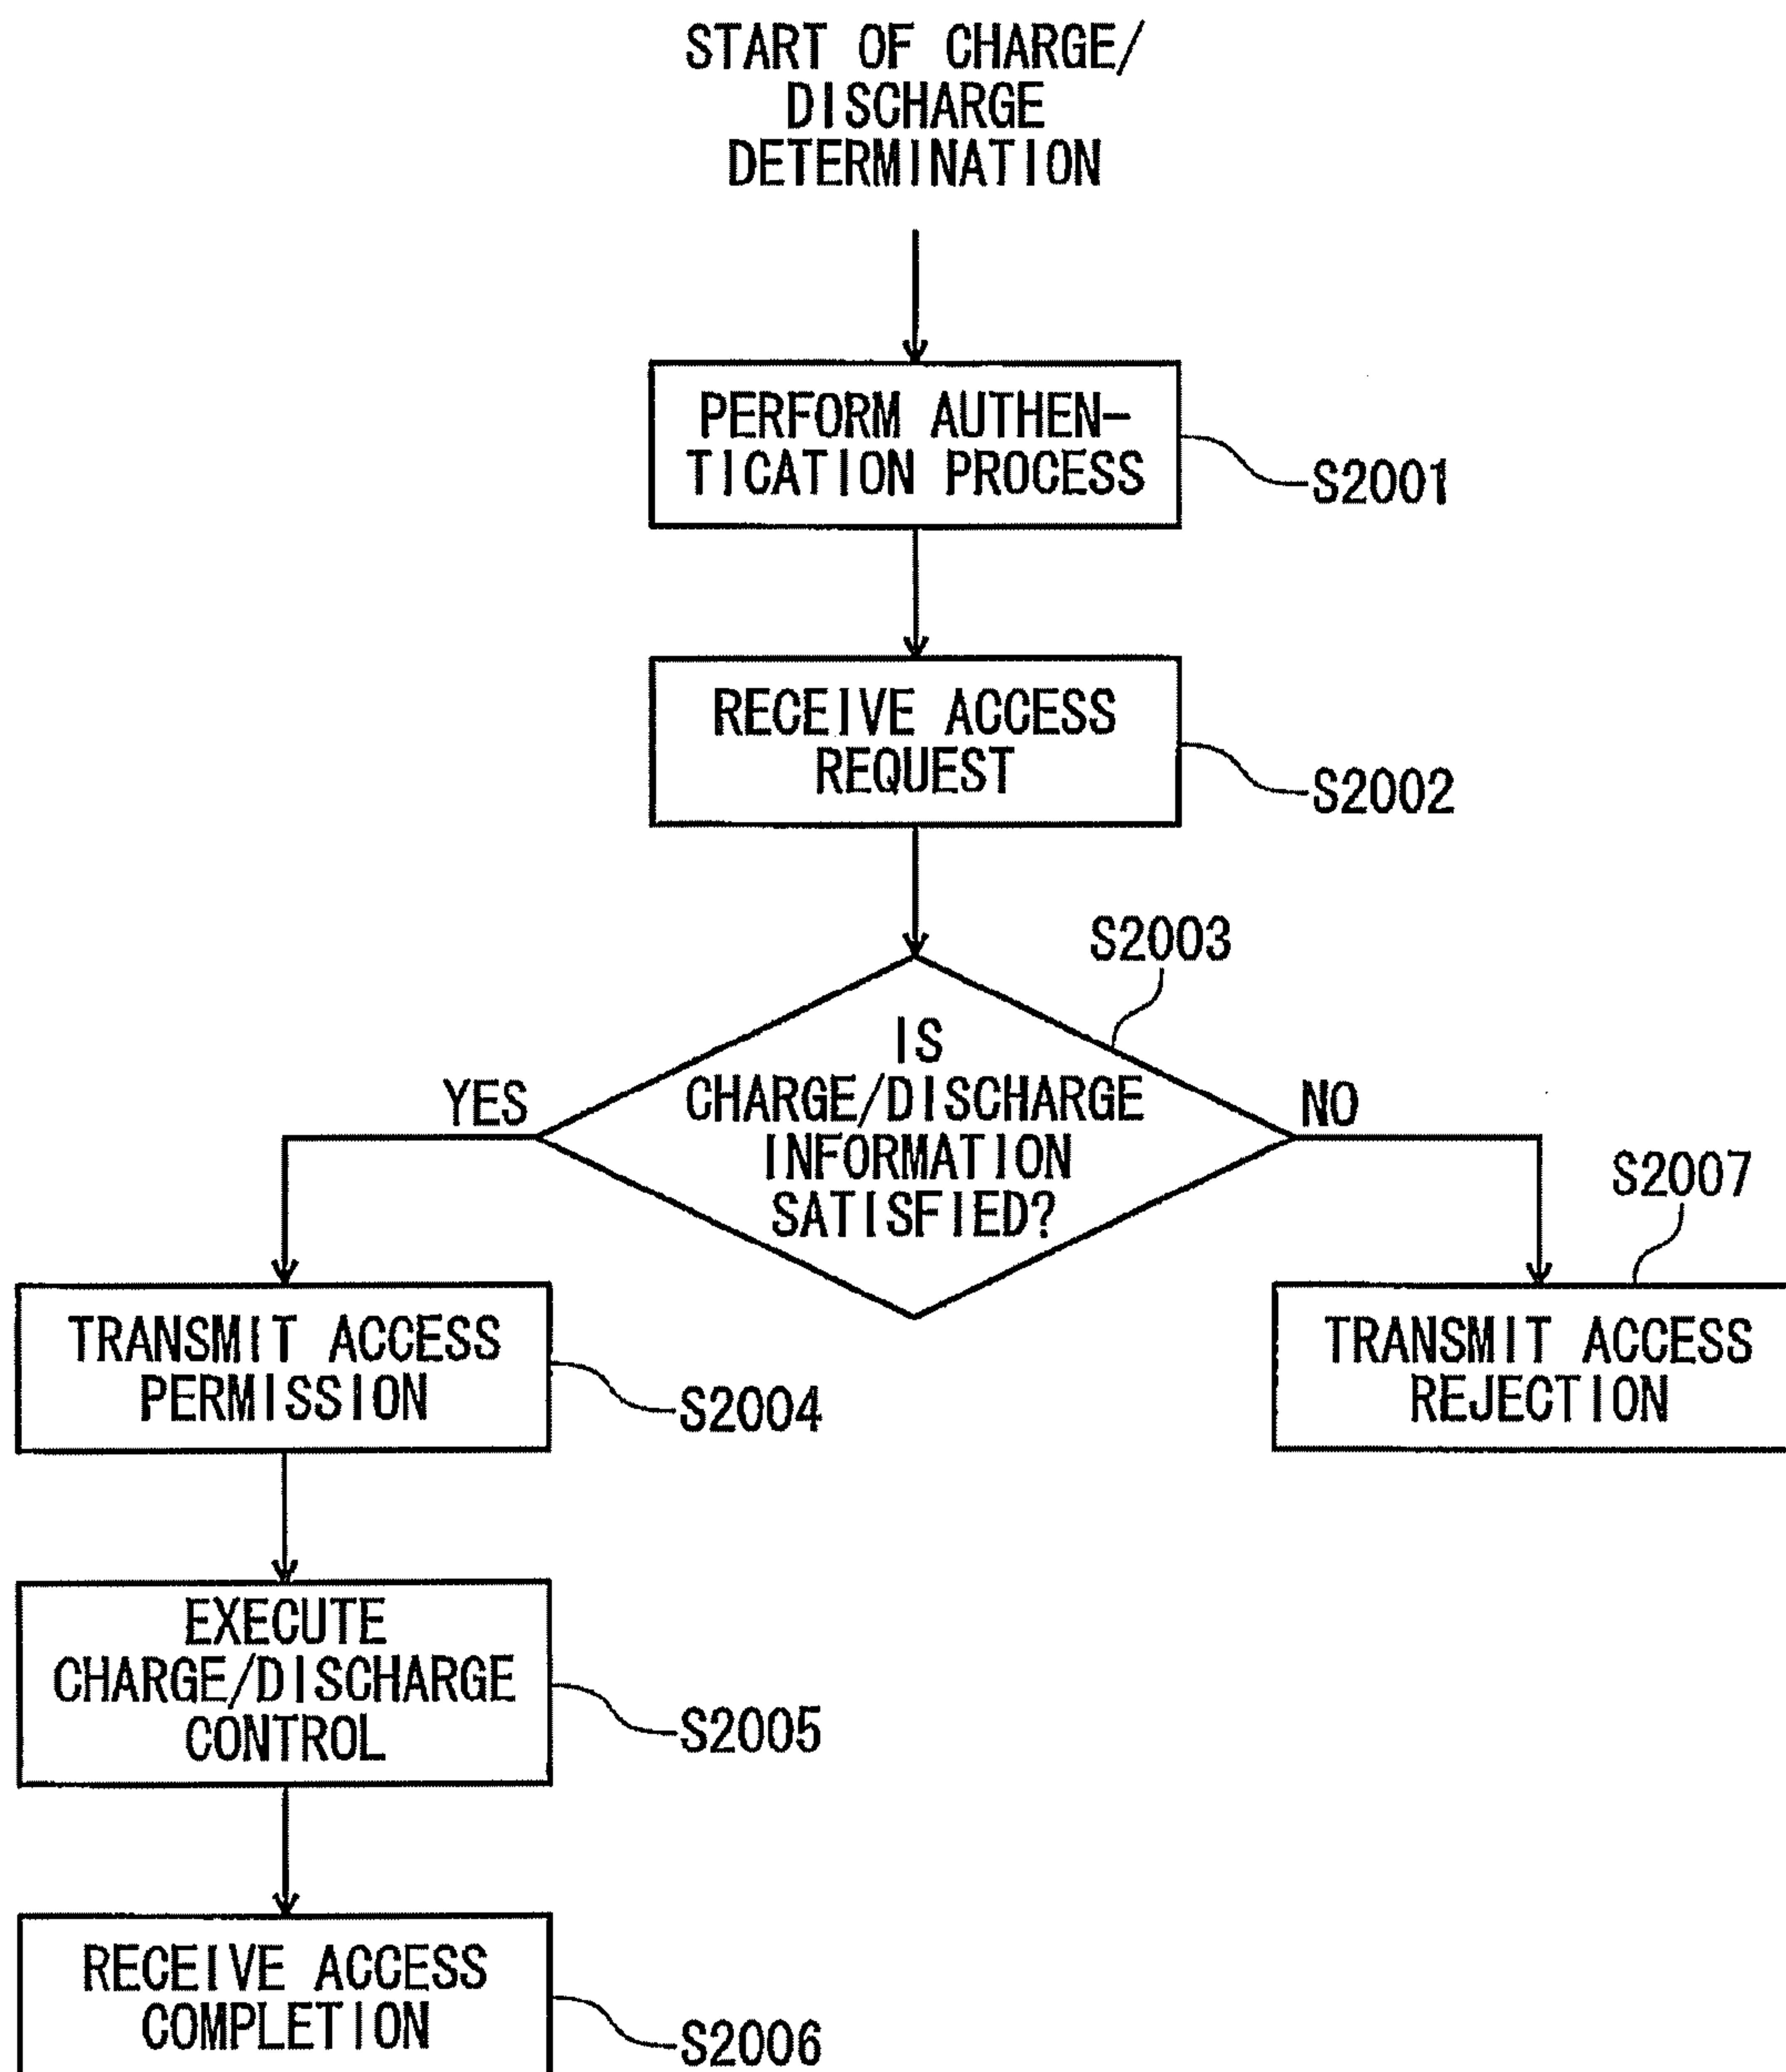 START OF CHARGE/
DISCHARGE
DETERMINATION
PERFORM AUTHEN-
TICATION PROCESS
S2001
RECEIVE ACCESS
REQUEST
S2002
S2003
IS
CHARGE/DISCHARGE
INFORMATION
SATISFIED?
YES
NO
S2007
TRANSMIT ACCESS
PERMISSION
S2004
TRANSMIT ACCESS
REJECTION
EXECUTE
CHARGE/DISCHARGE
CONTROL
S2005
RECEIVE ACCESS
COMPLETION
S2006